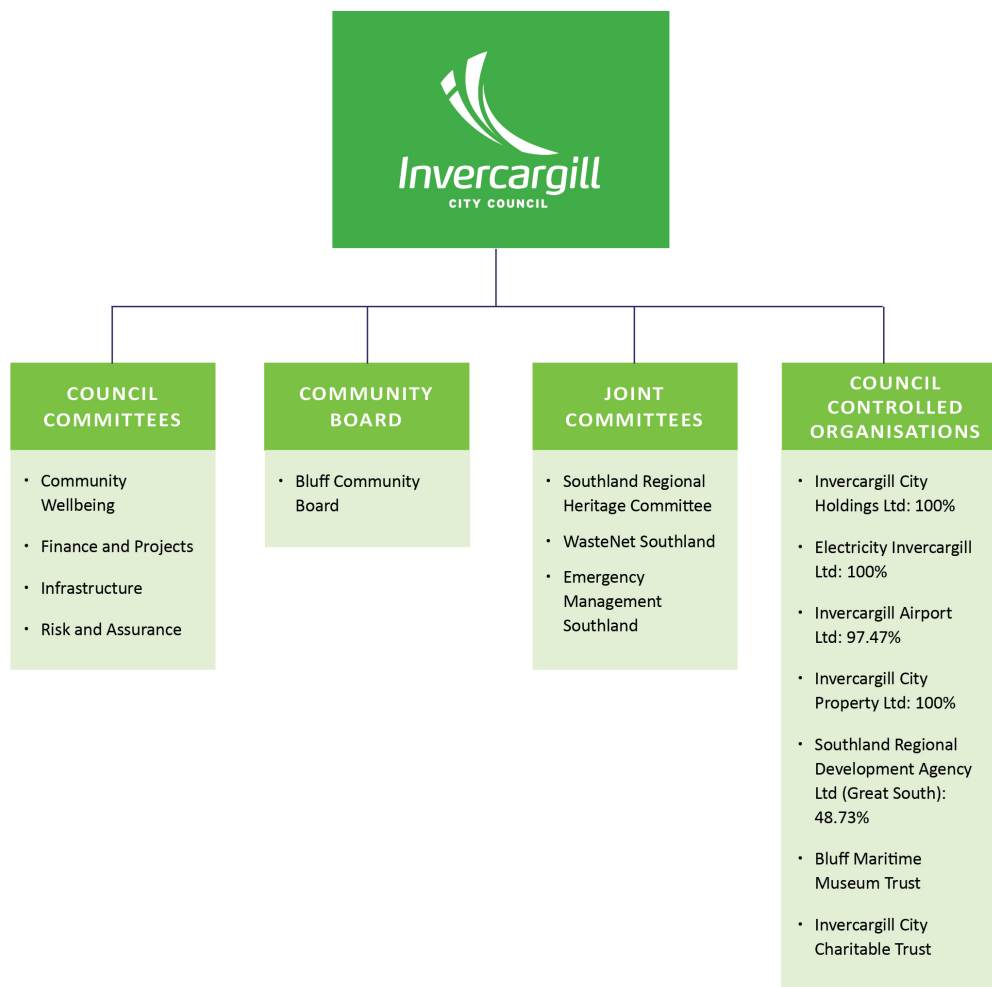 Invercargill
CITY COUNCIL
COUNCIL
COMMITTEES
• Community
Wellbeing
• Finance and Projects
• Infrastructure
• Risk and Assurance
COMMUNITY
BOARD
• Bluff Community
Board
JOINT
COMMITTEES
• Southland Regional
Heritage Committee
• WasteNet Southland
• Emergency
Management
Southland
COUNCIL
CONTROLLED
ORGANISATIONS
• Invercargill City
Holdings Ltd: 100%
• Electricity Invercargill
Ltd: 100%
• Invercargill Airport
Ltd: 97.47%
• Invercargill City
Property Ltd: 100%
• Southland Regional
Development Agency
Ltd (Great South):
48.73%
• Bluff Maritime
Museum Trust
• Invercargill City
Charitable Trust